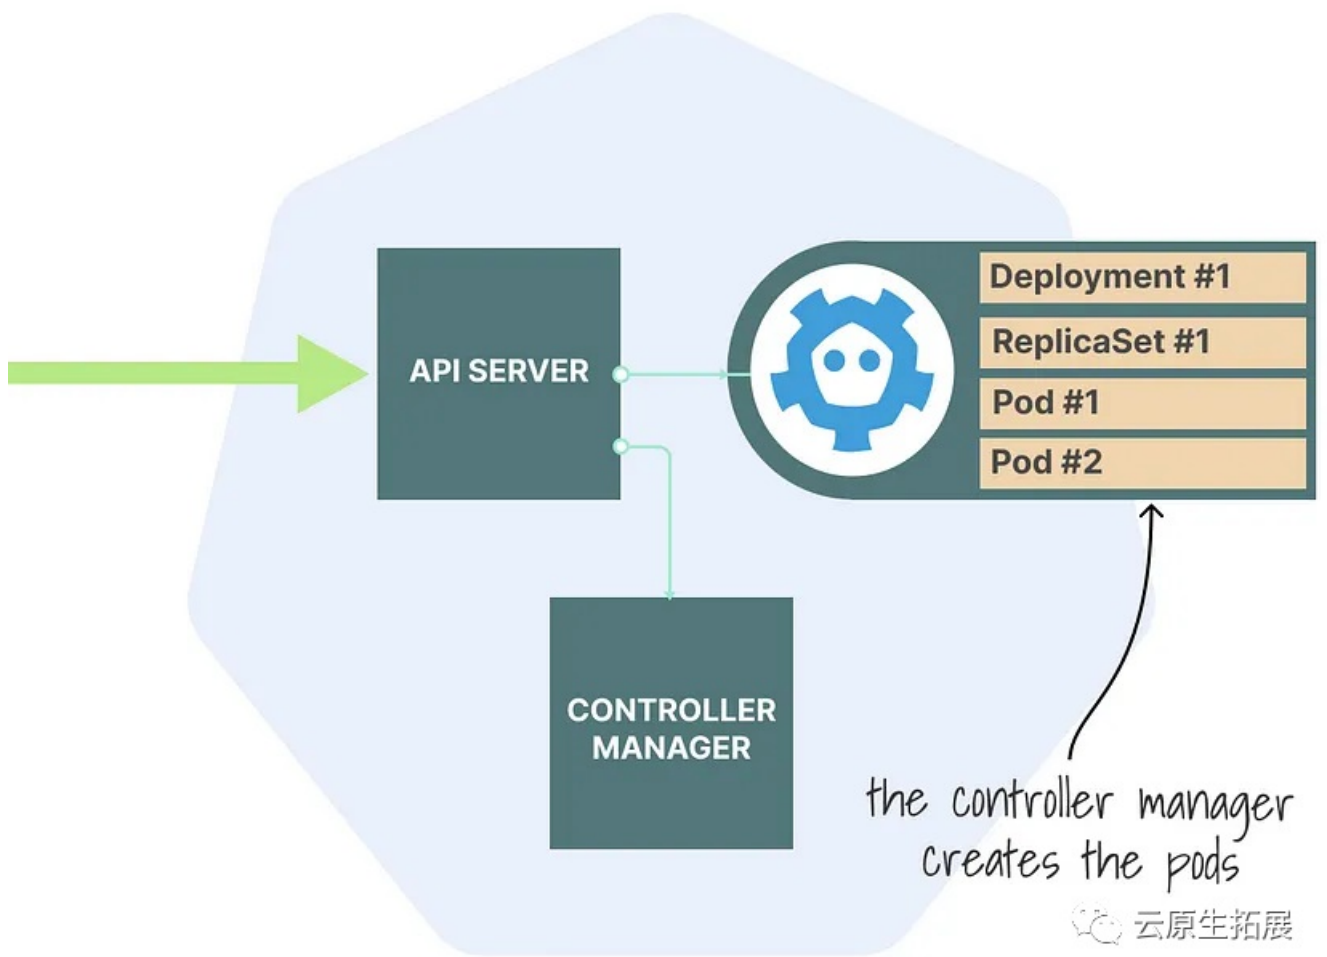 API SERVER
Deployment #1
ReplicaSet #1
Pod #1
Pod #2
CONTROLLER
MANAGER
the controller manager
creates the pods
云原生拓展